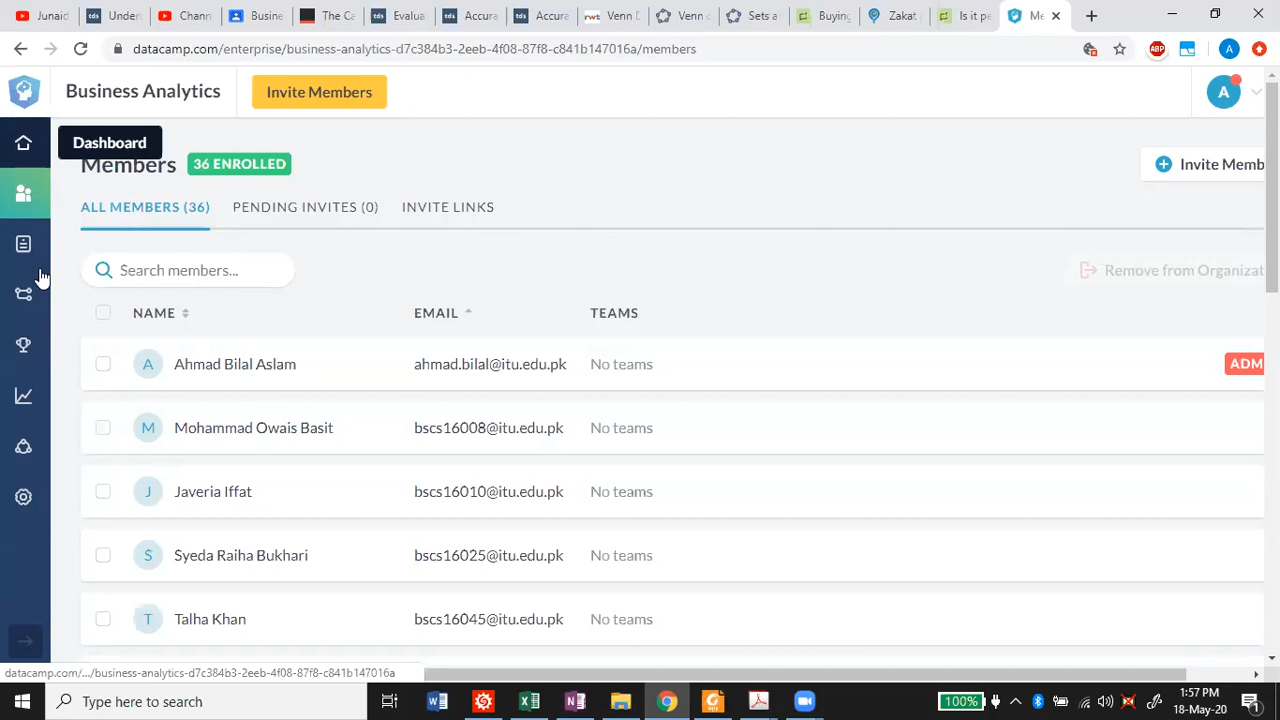 Junaid
Under
Chann
Busine
The Ca
Evalua
Accura
Accura
Venn D
Venn c
Sets a
Buying
Zakat
Is it pe
Me
datacamp.com/enterprise/business-analytics-d7c384b3-2eeb-4f08-87f8-c841b147016a/members
ABP
A
Business Analytics
Invite Members
A
Dashboard
Members
36 ENROLLED
Invite Memb
ALL MEMBERS (36)
PENDING INVITES (0)
INVITE LINKS
Search members...
Remove from Organizat
NAME
EMAIL
TEAMS
A Ahmad Bilal Aslam ahmad.bilal@itu.edu.pk No teams ADM
M Mohammad Owais Basit bscs16008@itu.edu.pk No teams
J Javeria Iffat bscs16010@itu.edu.pk No teams
S Syeda Raiha Bukhari bscs16025@itu.edu.pk No teams
T Talha Khan bscs16045@itu.edu.pk No teams
datacamp.com/.../business-analytics-d7c384b3-2eeb-4f08-87f8-c841b147016a
Type here to search
100%
1:57 PM
18-May-20